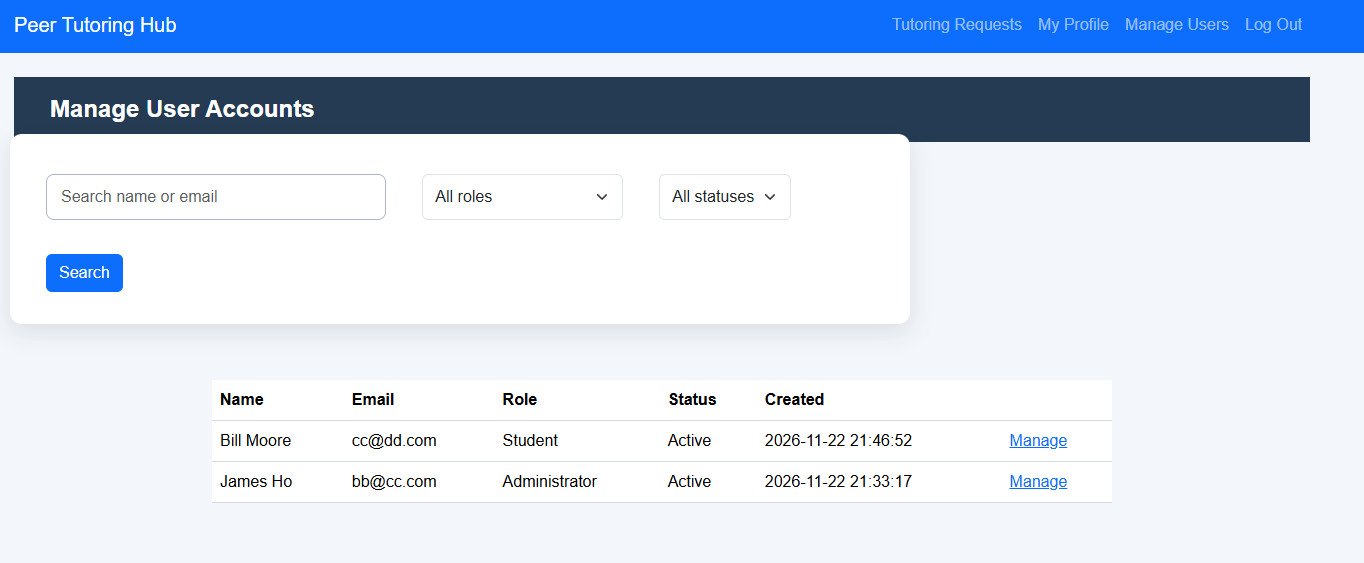 Peer Tutoring Hub Tutoring Requests My Profile Manage Users Log Out
Manage User Accounts
Search name or email All roles All statuses
Search
Name Email Role Status Created
Bill Moore cc@dd.com Student Active 2026-11-22 21:46:52 Manage
James Ho bb@cc.com Administrator Active 2026-11-22 21:33:17 Manage